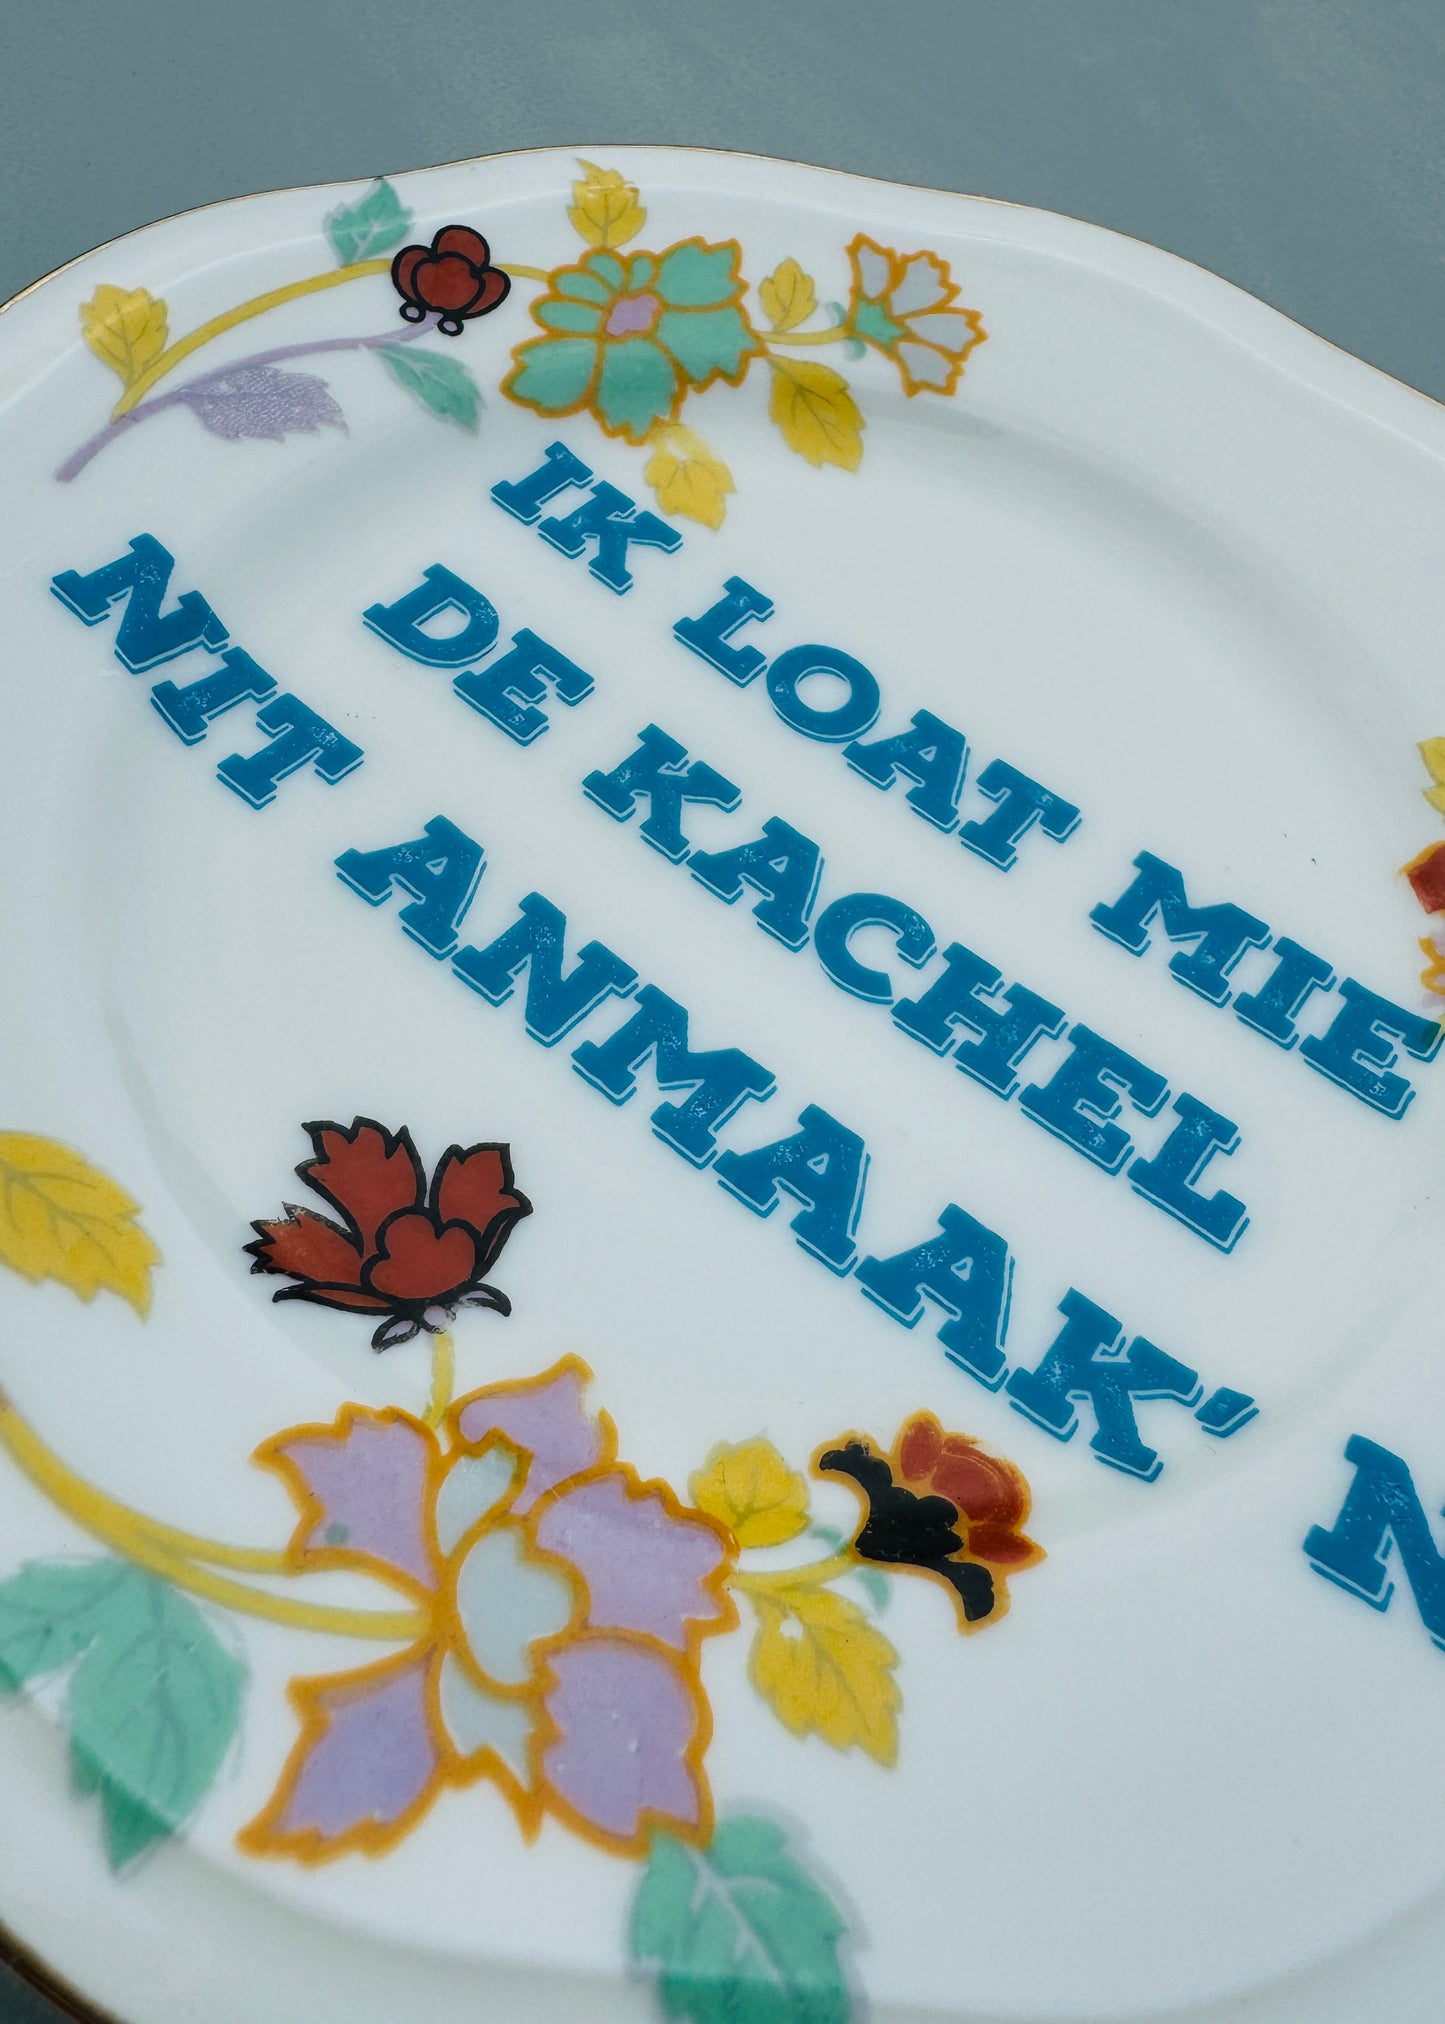 IK LOAT MIE
DE KACHEL
NIT ANMAAK'